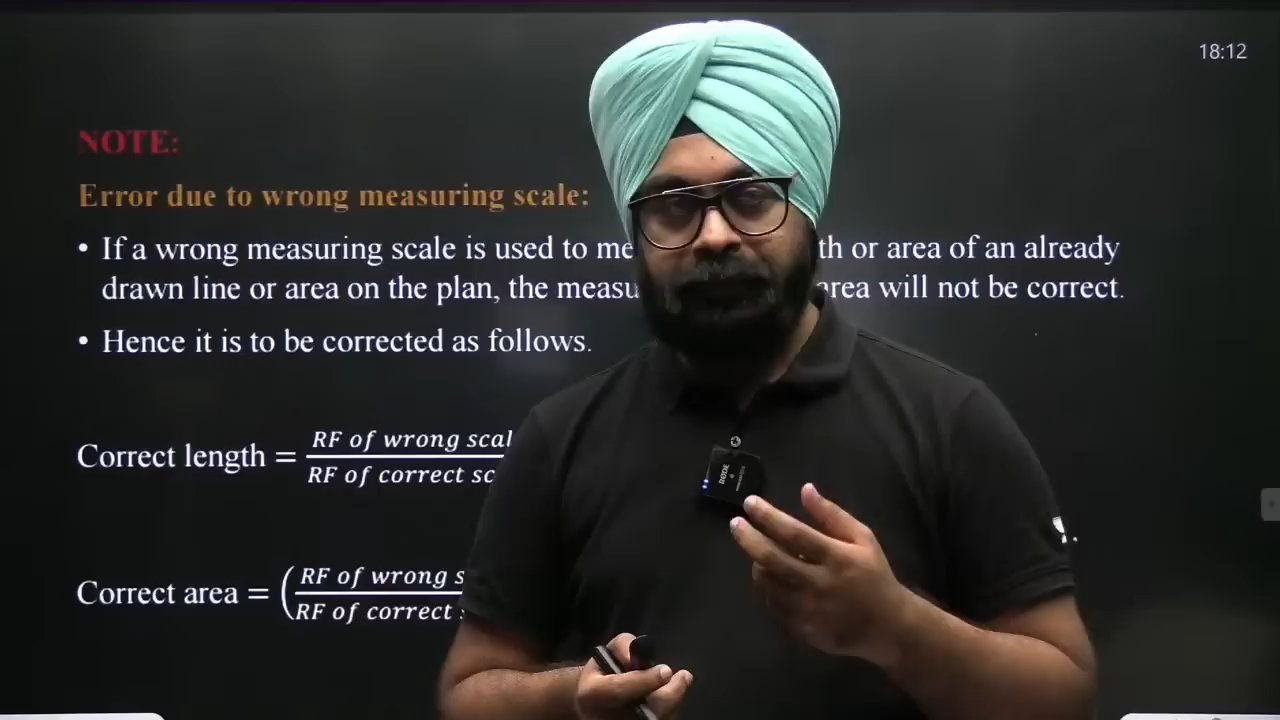 18:12
NOTE:
Error due to wrong measuring scale:
• If a wrong measuring scale is used to me th or area of an already
drawn line or area on the plan, the measu area will not be correct.
• Hence it is to be corrected as follows.
Correct length = RF of wrong scal
RF of correct sc
Correct area = (RF of wrong s
RF of correct
RODE